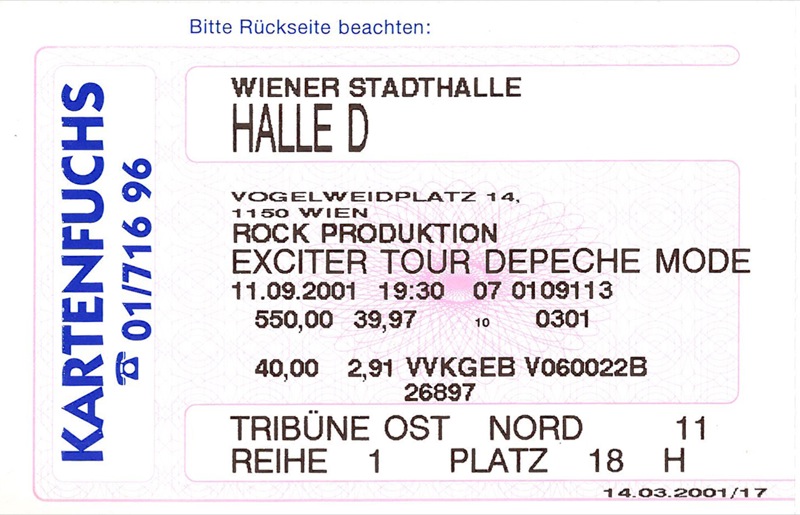 Bitte Rückseite beachten:
KARTENFUCHS
☎ 01/716 96
WIENER STADTHALLE
HALLE D
VOGELWEIDPLATZ 14,
1150 WIEN
ROCK PRODUKTION
EXCITER TOUR DEPECHE MODE
11.09.2001 19:30 07 0109113
550,00 39,97 10 0301
40,00 2,91 VVKGEB V060022B
26897
TRIBÜNE OST NORD 11
REIHE 1 PLATZ 18 H
14.03.2001/17